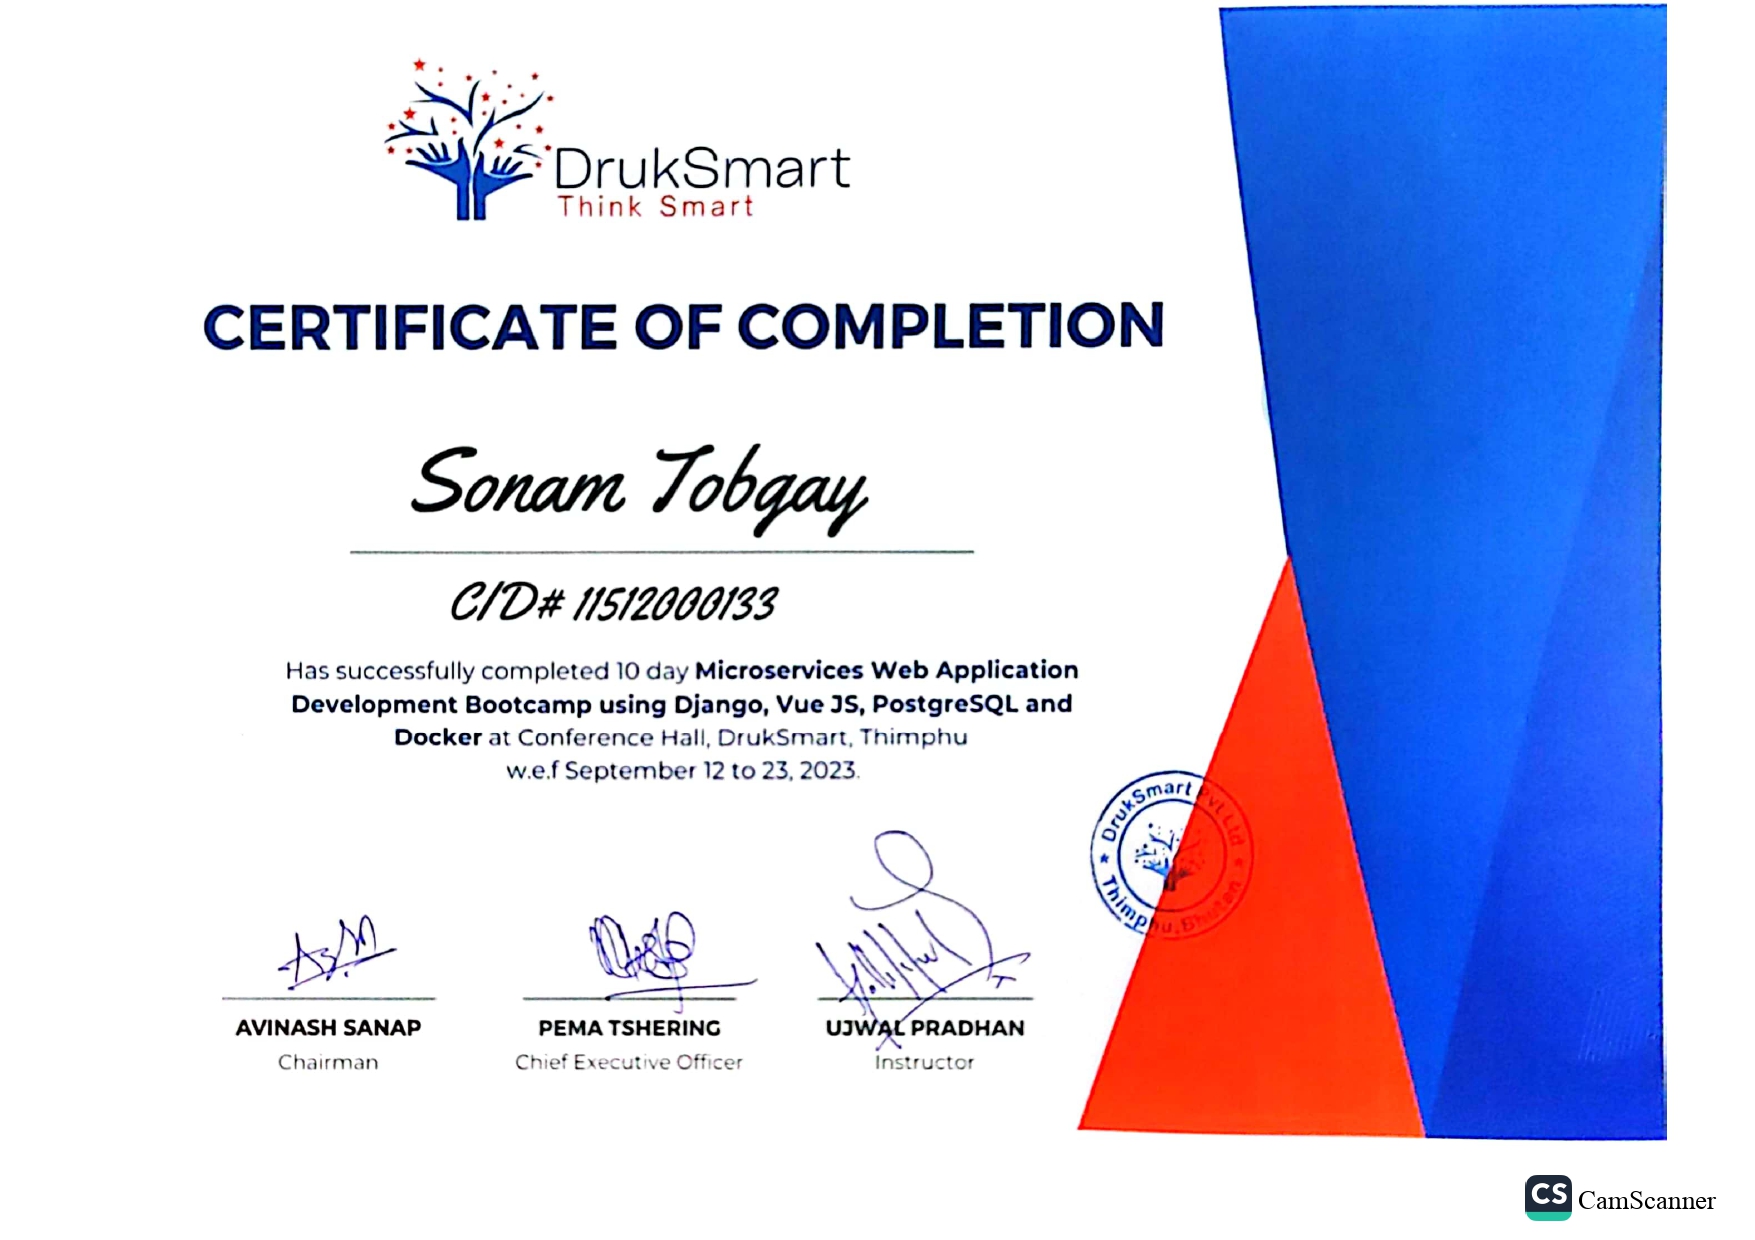 DrukSmart
Think Smart
CERTIFICATE OF COMPLETION
Sonam Tobgay
CID# 11512000133
Has successfully completed 10 day Microservices Web Application
Development Bootcamp using Django, Vue JS, PostgreSQL and
Docker at Conference Hall, DrukSmart, Thimphu
w.e.f September 12 to 23, 2023.
DrukSmart Pvt Ltd
Thimphu, Bhutan
AVINASH SANAP
Chairman
PEMA TSHERING
Chief Executive Officer
UJWAL PRADHAN
Instructor
CS CamScanner